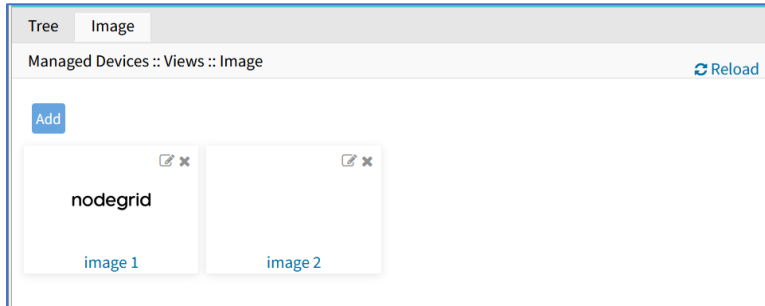 Tree Image
Managed Devices :: Views :: Image
Reload
Add
nodegrid
image 1 image 2